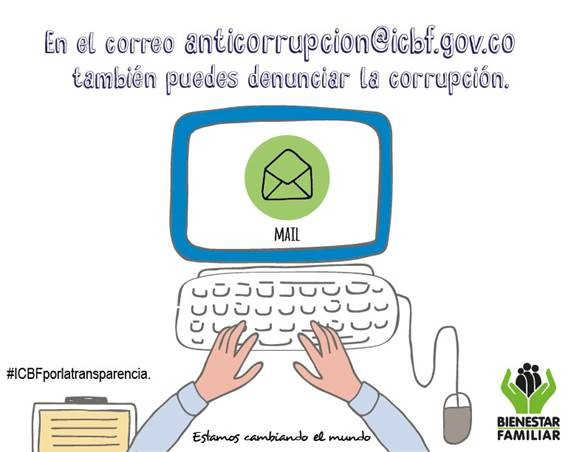 En el correo anticorrupcion@icbf.gov.co
también puedes denunciar la corrupción.
MAIL
#ICBFporlatransparencia.
Estamos cambiando el mundo
BIENESTAR
FAMILIAR